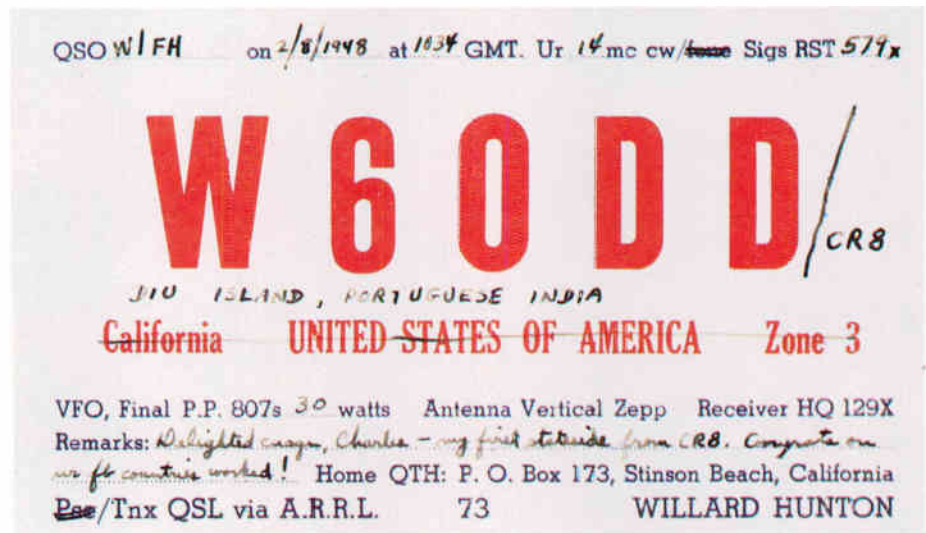 QSO W1FH on 2/8/1948 at 1034 GMT. Ur 14 mc cw/fone Sigs RST 579x
W6ODD/CR8
DIU ISLAND, PORTUGUESE INDIA
California UNITED STATES OF AMERICA Zone 3
VFO, Final P.P. 807s 30 watts Antenna Vertical Zepp Receiver HQ 129X
Remarks: Delighted cnagn, Charlie - my first stateside from CR8. Congrats on
ur fb countries worked! Home QTH: P. O. Box 173, Stinson Beach, California
Pse/Tnx QSL via A.R.R.L. 73 WILLARD HUNTON